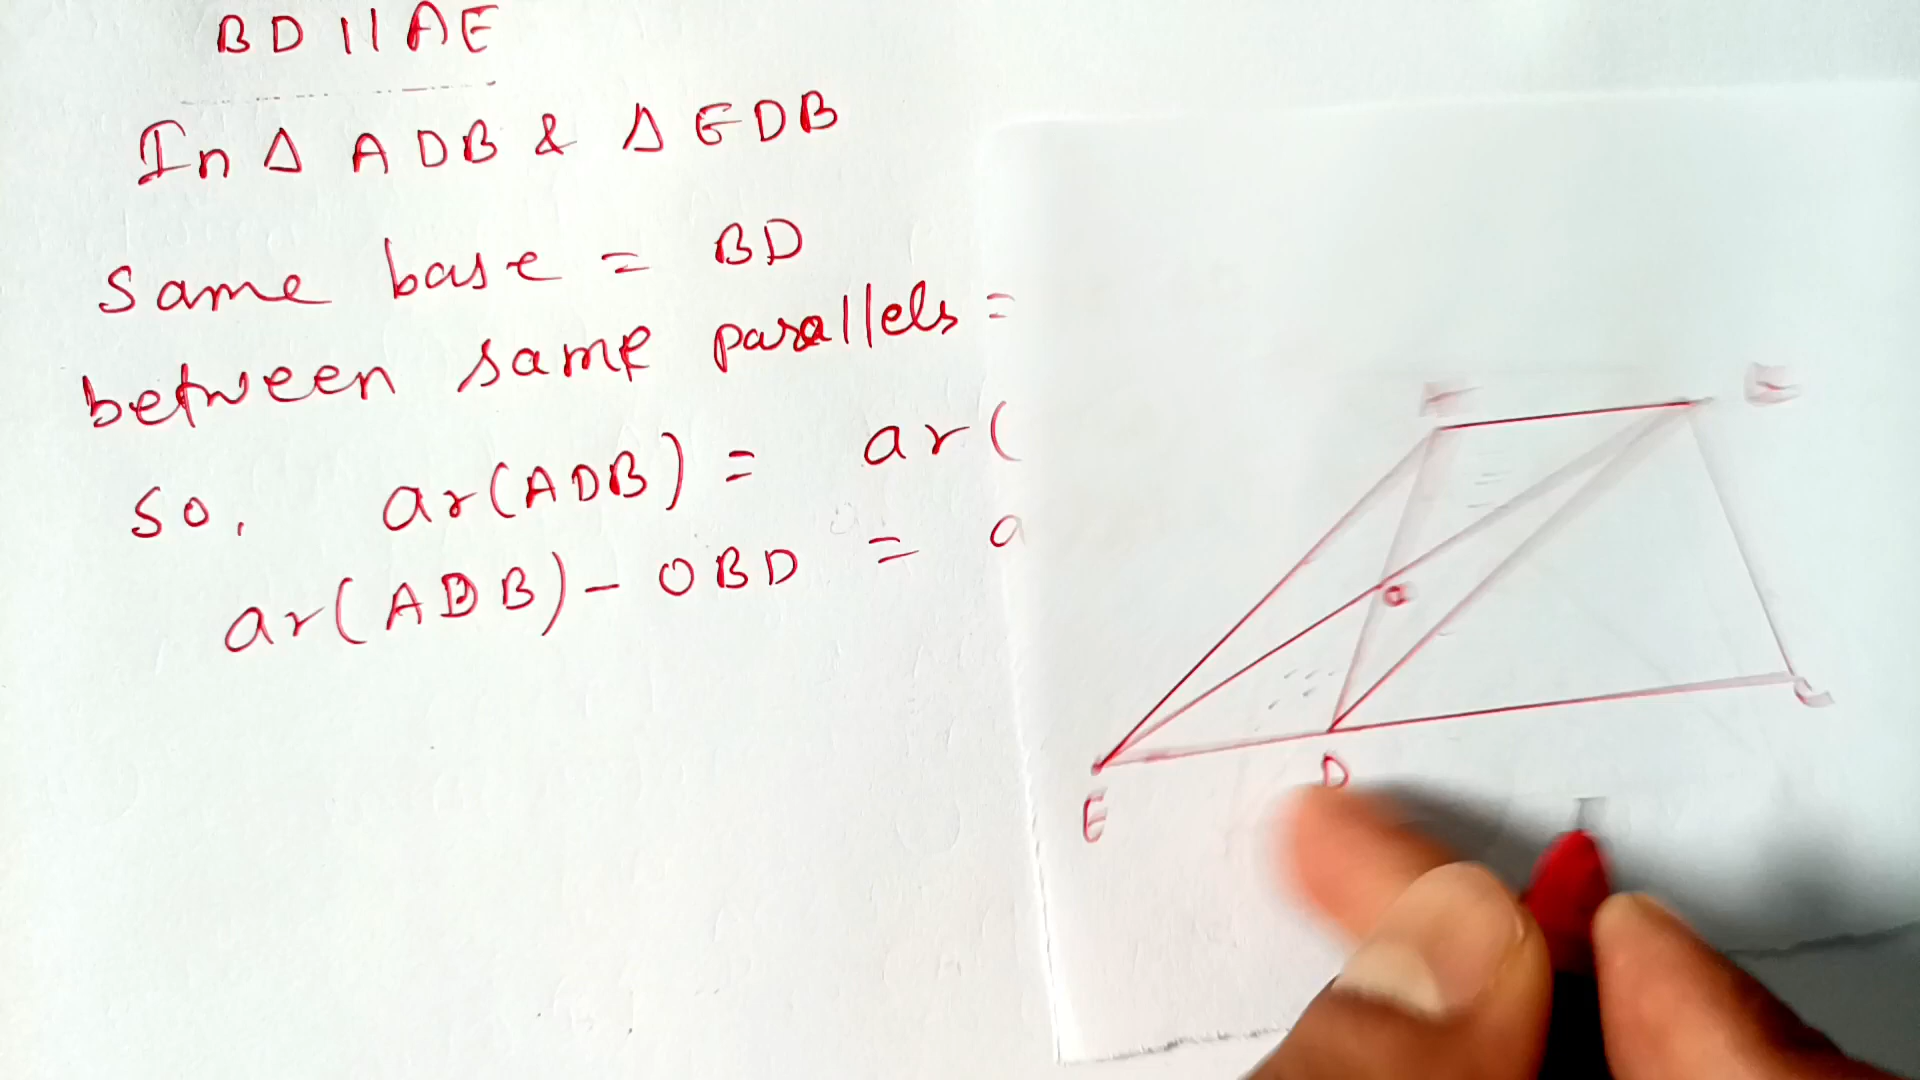 BD || AE
In Δ ADB & Δ EDB
same base = BD
between same parallels =
so, ar(ADB) = ar(
ar(ADB) - OBD = a
D
E